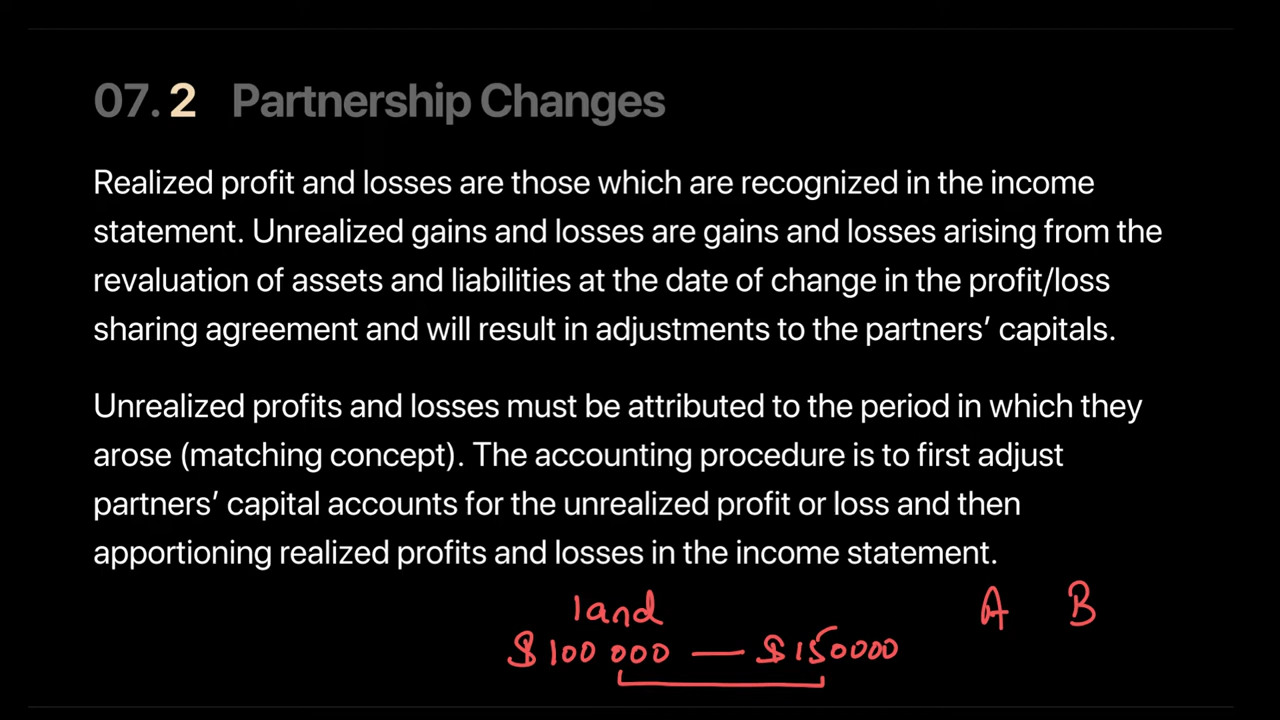 07. 2 Partnership Changes
Realized profit and losses are those which are recognized in the income
statement. Unrealized gains and losses are gains and losses arising from the
revaluation of assets and liabilities at the date of change in the profit/loss
sharing agreement and will result in adjustments to the partners’ capitals.
Unrealized profits and losses must be attributed to the period in which they
arose (matching concept). The accounting procedure is to first adjust
partners’ capital accounts for the unrealized profit or loss and then
apportioning realized profits and losses in the income statement.
land A B
$100 000 — $150000